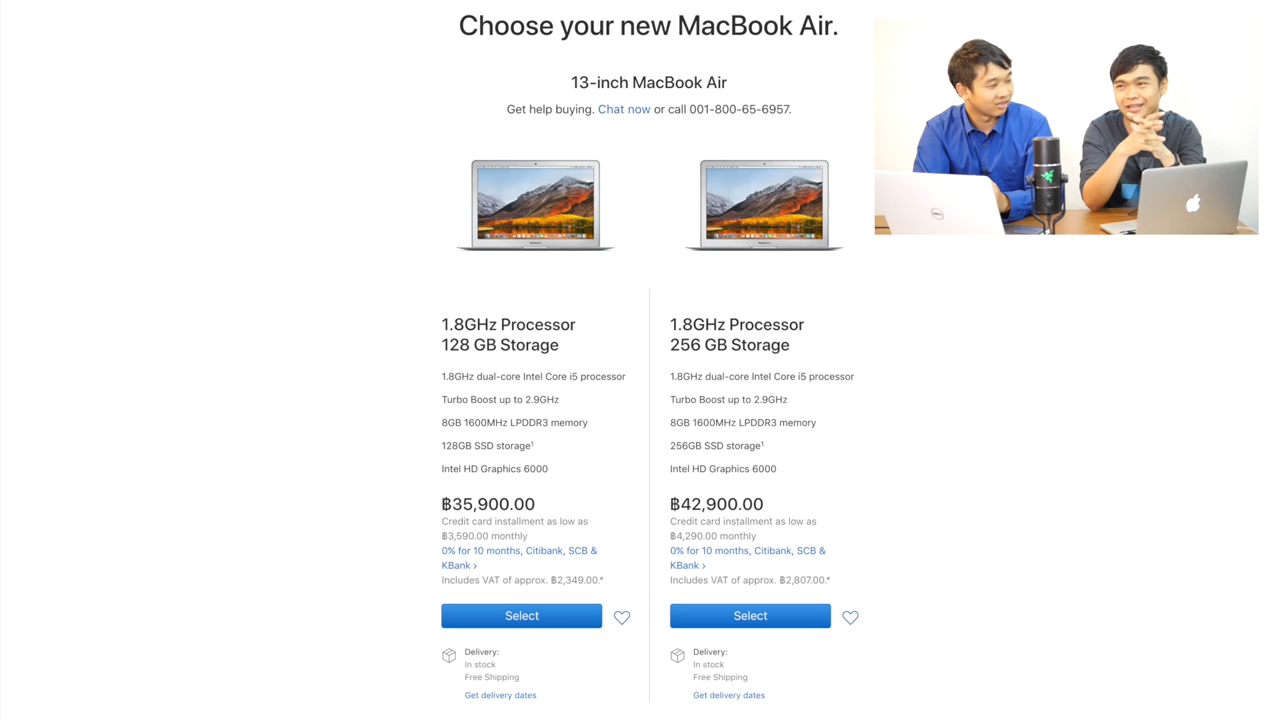 Choose your new MacBook Air.
13-inch MacBook Air
Get help buying. Chat now or call 001-800-65-6957.
1.8GHz Processor
128 GB Storage
1.8GHz dual-core Intel Core i5 processor
Turbo Boost up to 2.9GHz
8GB 1600MHz LPDDR3 memory
128GB SSD storage¹
Intel HD Graphics 6000
฿35,900.00
Credit card installment as low as
฿3,590.00 monthly
0% for 10 months, Citibank, SCB &
KBank ›
Includes VAT of approx. ฿2,349.00.*
Select
Delivery:
In stock
Free Shipping
Get delivery dates
1.8GHz Processor
256 GB Storage
1.8GHz dual-core Intel Core i5 processor
Turbo Boost up to 2.9GHz
8GB 1600MHz LPDDR3 memory
256GB SSD storage¹
Intel HD Graphics 6000
฿42,900.00
Credit card installment as low as
฿4,290.00 monthly
0% for 10 months, Citibank, SCB &
KBank ›
Includes VAT of approx. ฿2,807.00.*
Select
Delivery:
In stock
Free Shipping
Get delivery dates
DELL